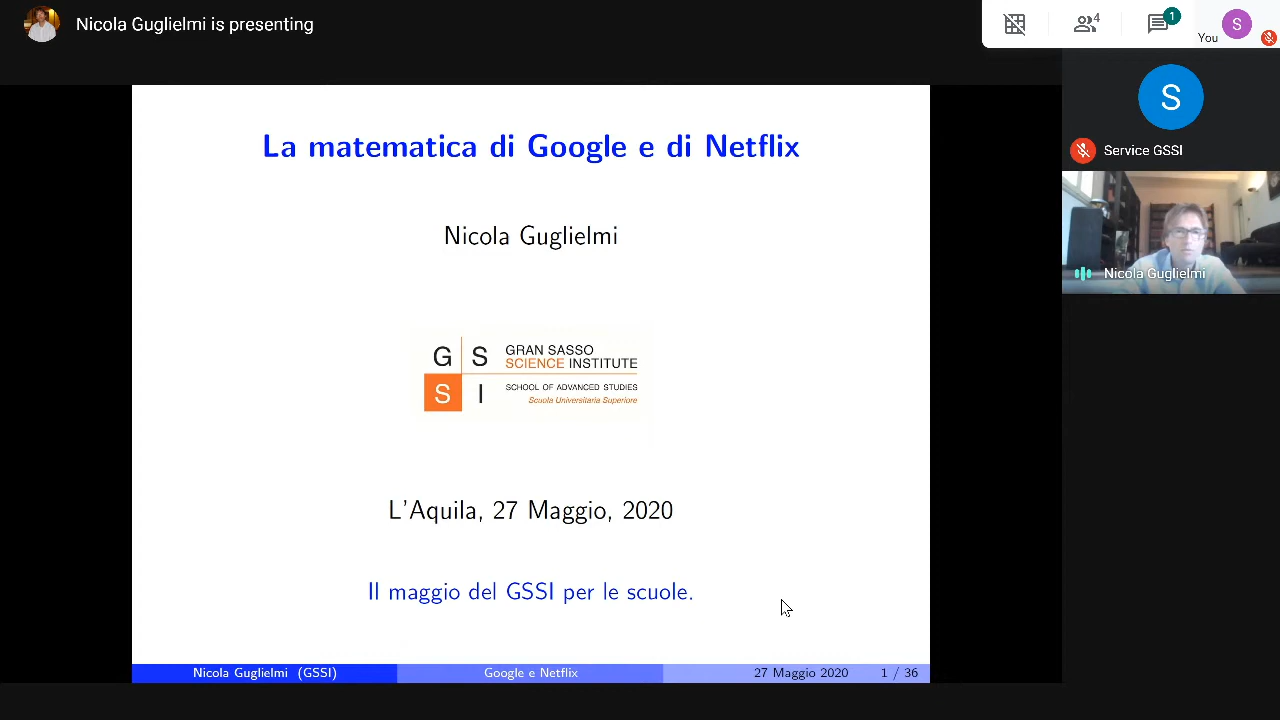 Nicola Guglielmi is presenting
4
1
You
S
S
Service GSSI
Nicola Guglielmi
La matematica di Google e di Netflix
Nicola Guglielmi
G S
S I
GRAN SASSO
SCIENCE INSTITUTE
SCHOOL OF ADVANCED STUDIES
Scuola Universitaria Superiore
L'Aquila, 27 Maggio, 2020
Il maggio del GSSI per le scuole.
Nicola Guglielmi (GSSI) Google e Netflix 27 Maggio 2020 1 / 36